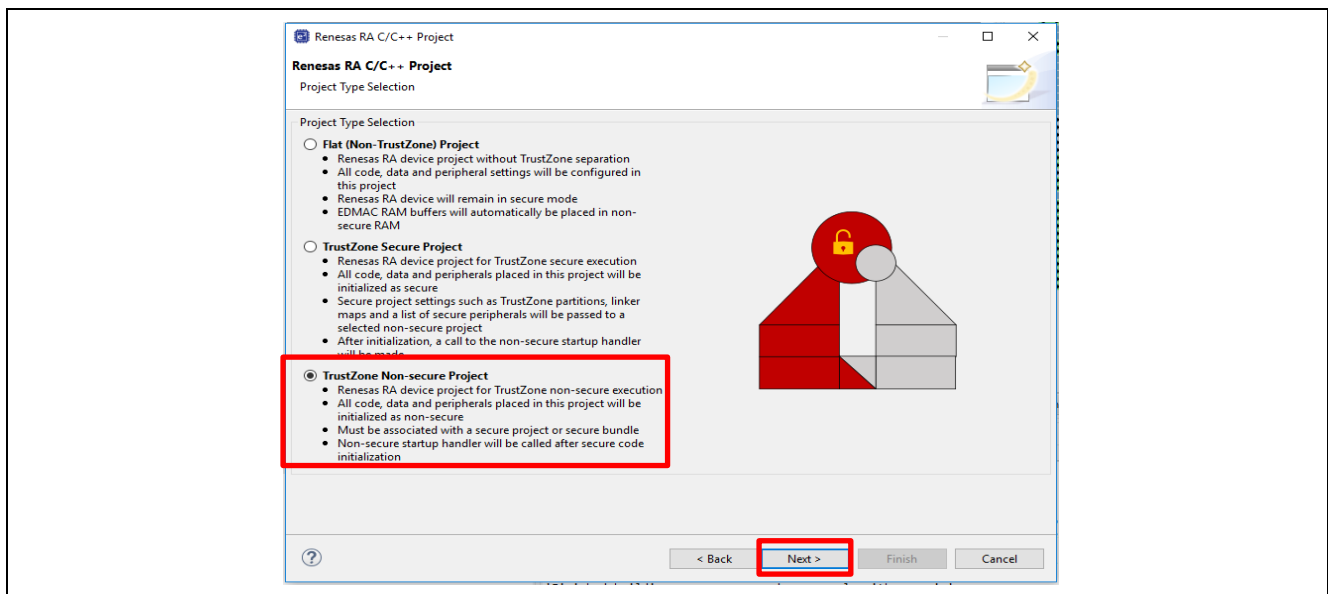 Renesas RA C/C++ Project
Renesas RA C/C++ Project
Project Type Selection
Project Type Selection
Flat (Non-TrustZone) Project
• Renesas RA device project without TrustZone separation
• All code, data and peripheral settings will be configured in
this project
• Renesas RA device will remain in secure mode
• EDMAC RAM buffers will automatically be placed in non-
secure RAM
TrustZone Secure Project
• Renesas RA device project for TrustZone secure execution
• All code, data and peripherals placed in this project will be
initialized as secure
• Secure project settings such as TrustZone partitions, linker
maps and a list of secure peripherals will be passed to a
selected non-secure project
• After initialization, a call to the non-secure startup handler
will be made
TrustZone Non-secure Project
• Renesas RA device project for TrustZone non-secure execution
• All code, data and peripherals placed in this project will be
initialized as non-secure
• Must be associated with a secure project or secure bundle
• Non-secure startup handler will be called after secure code
initialization
? < Back Next > Finish Cancel